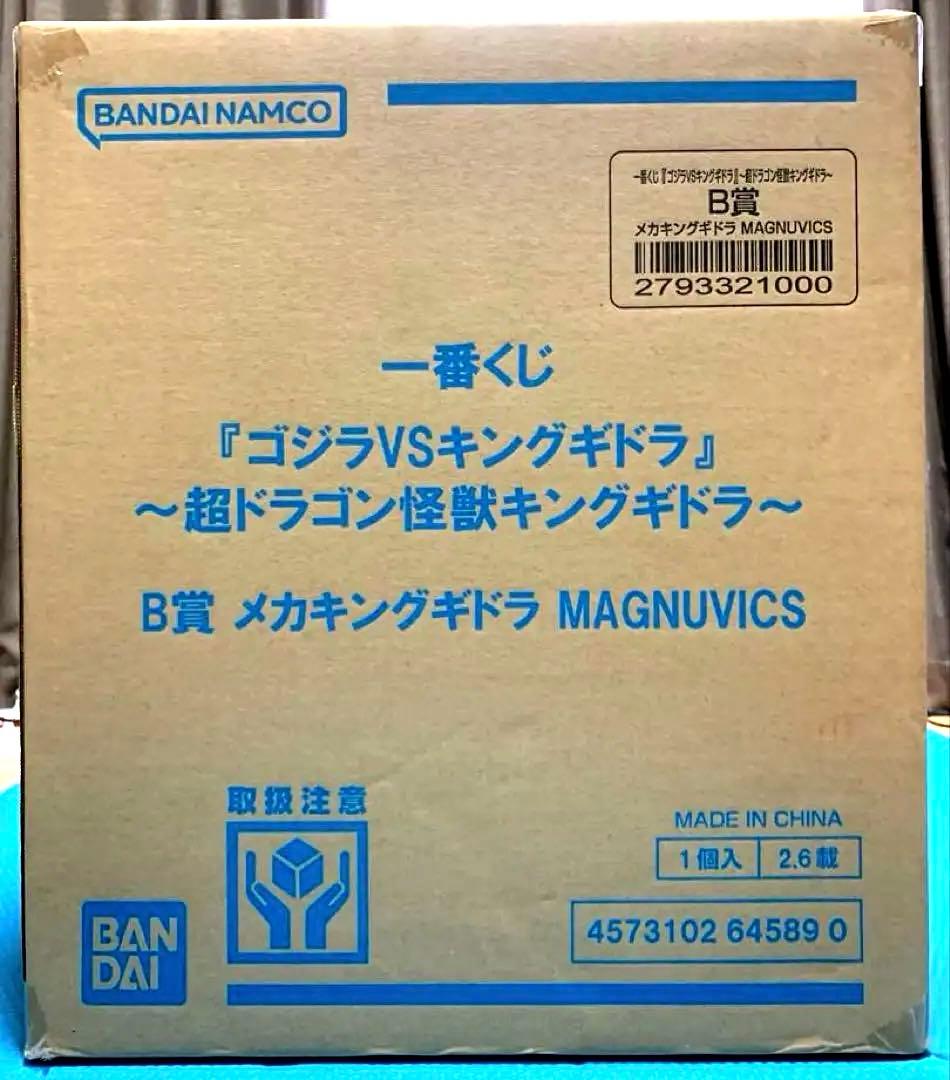 BANDAI NAMCO
一番くじ『ゴジラVSキングギドラ』~超ドラゴン怪獣キングギドラ~
B賞
メカキングギドラ MAGNUVICS
2793321000
一番くじ
『ゴジラVSキングギドラ』
～超ドラゴン怪獣キングギドラ～
B賞 メカキングギドラ MAGNUVICS
取扱注意
MADE IN CHINA
1個入 2.6載
4573102 64589 0
BAN
DAI